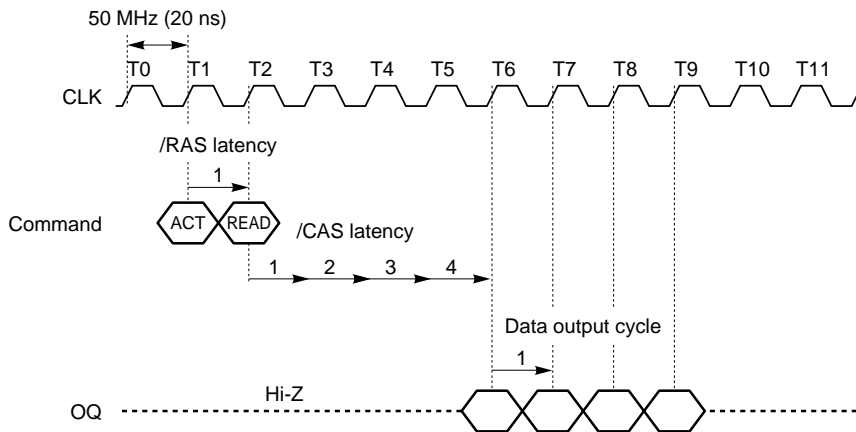 50 MHz (20 ns)
T0 T1 T2 T3 T4 T5 T6 T7 T8 T9 T10 T11
CLK
/RAS latency
1
Command ACT READ
/CAS latency
1 2 3 4
Data output cycle
1
Hi-Z
OQ